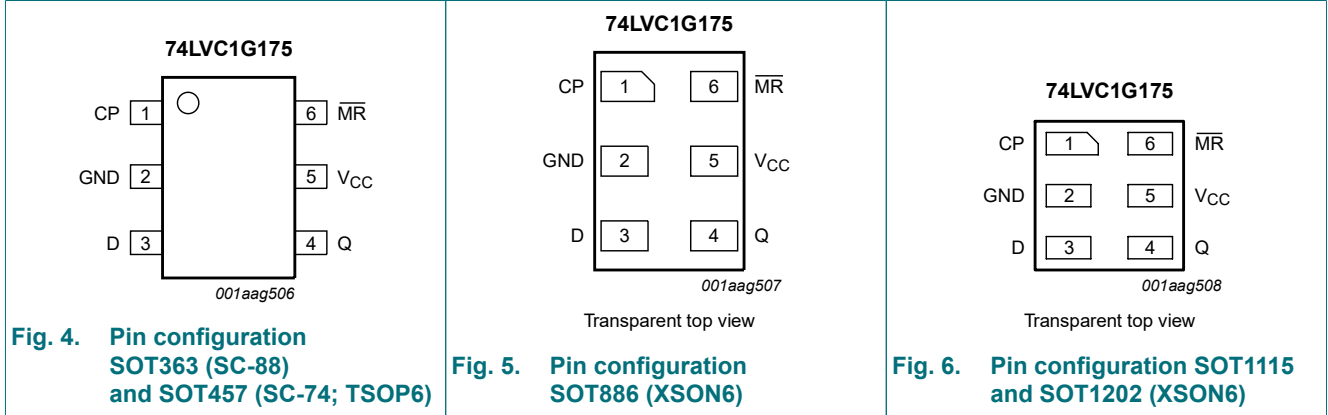 74LVC1G175
CP 1 6 M̅R̅
GND 2 5 VCC
D 3 4 Q
001aag506
Fig. 4. Pin configuration
SOT363 (SC-88)
and SOT457 (SC-74; TSOP6)
74LVC1G175
CP 1 6 M̅R̅
GND 2 5 VCC
D 3 4 Q
001aag507
Transparent top view
Fig. 5. Pin configuration
SOT886 (XSON6)
74LVC1G175
CP 1 6 M̅R̅
GND 2 5 VCC
D 3 4 Q
001aag508
Transparent top view
Fig. 6. Pin configuration SOT1115
and SOT1202 (XSON6)